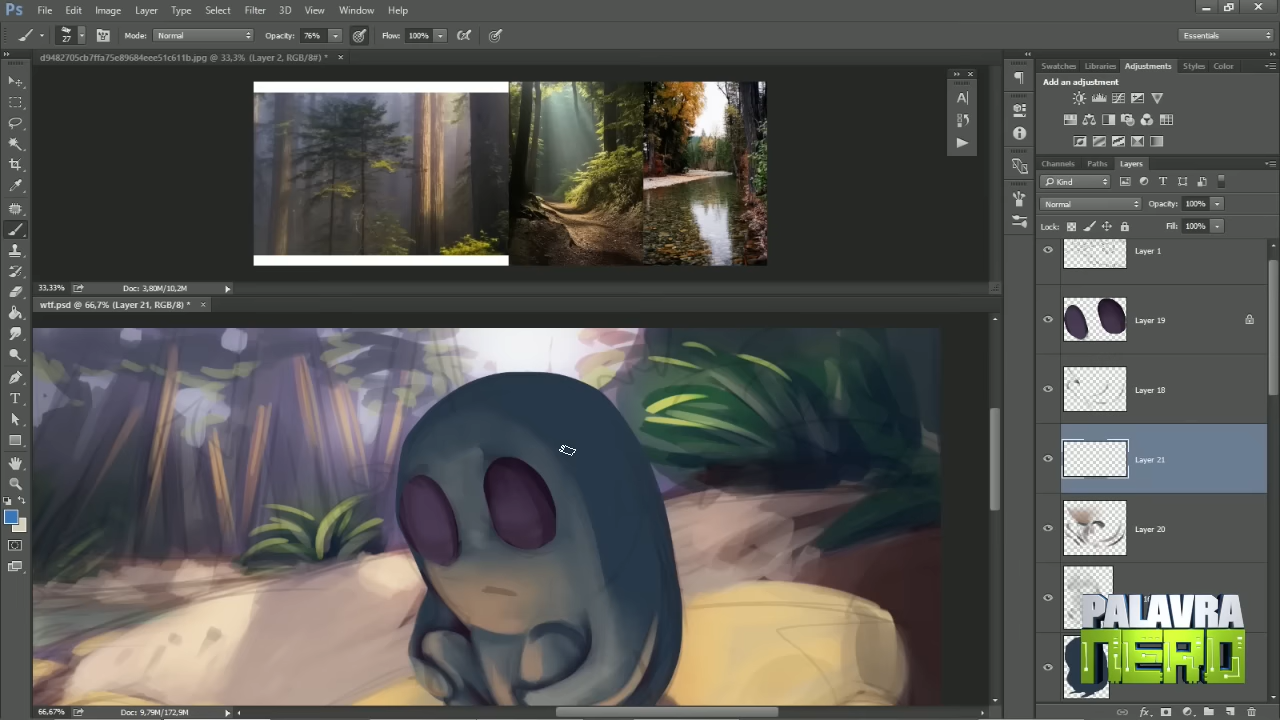 Ps File Edit Image Layer Type Select Filter 3D View Window Help
27 Mode: Normal Opacity: 76% Flow: 100% Essentials
d9482705cb7ffa75e89684eee51c611b.jpg @ 33,3% (Layer 2, RGB/8#) * ×
Swatches Libraries Adjustments Styles Color
Add an adjustment
Channels Paths Layers
Kind
Normal Opacity: 100%
Lock: Fill: 100%
Layer 1
33,33% Doc: 3,80M/10,2M
wtf.psd @ 66,7% (Layer 21, RGB/8) * ×
Layer 19
Layer 18
Layer 21
Layer 20
PALAVRA
NERD
66,67% Doc: 9,79M/172,9M
fx